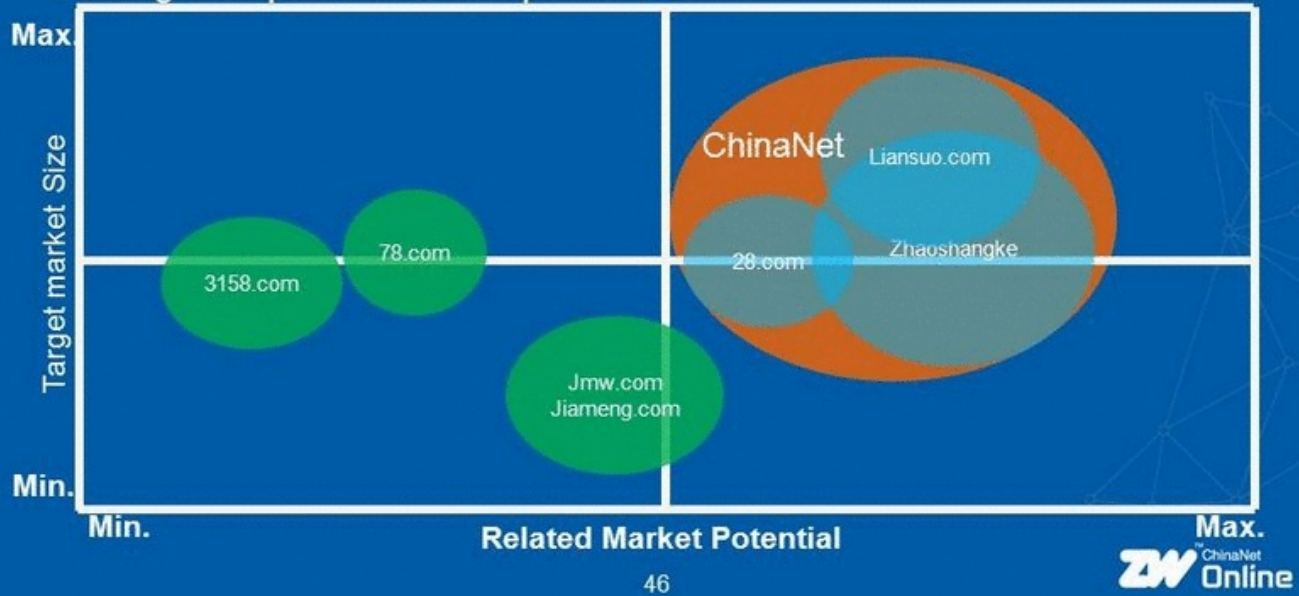 Max.
ChinaNet
Liansuo.com
Target market Size
78.com
Zhaoshangke
28.com
3158.com
Jmw.com
Jiameng.com
Min.
Min.
Related Market Potential
Max.
ZW™ ChinaNet
Online
46